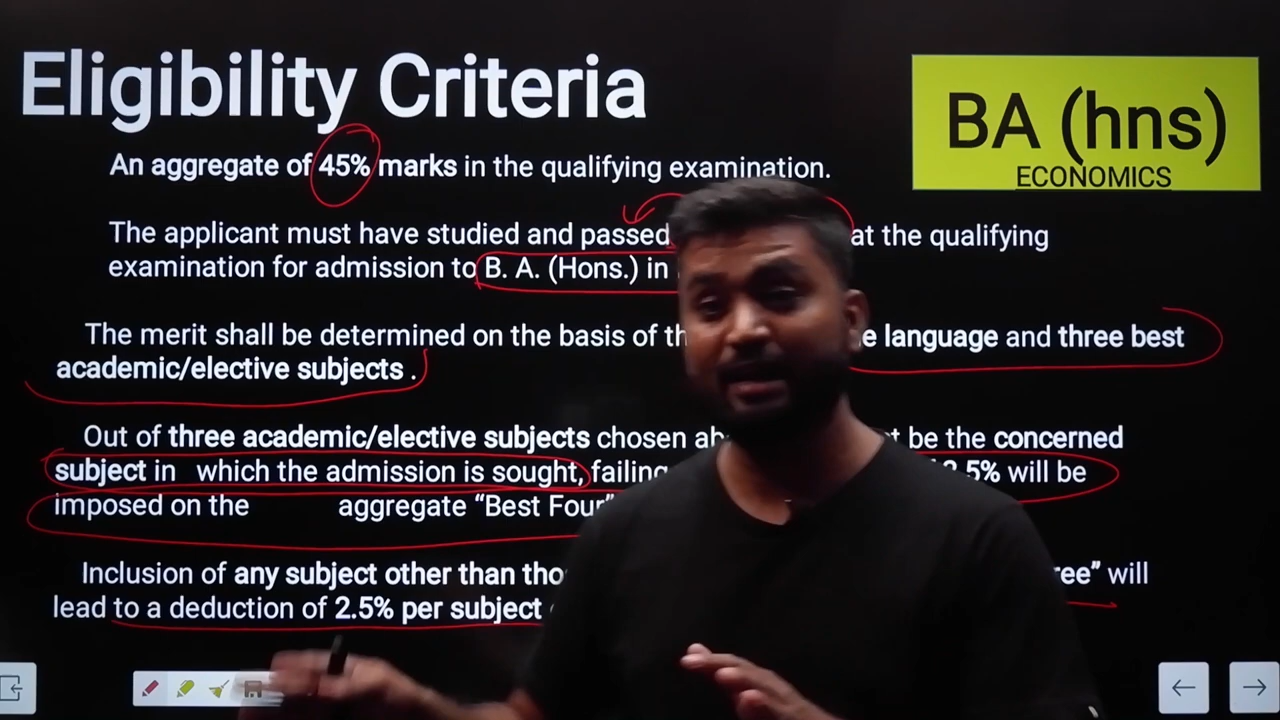 Eligibility Criteria
BA (hns)
ECONOMICS
An aggregate of 45% marks in the qualifying examination.
The applicant must have studied and passed at the qualifying
examination for admission to B. A. (Hons.) in
The merit shall be determined on the basis of language and three best
academic/elective subjects .
Out of three academic/elective subjects chosen be the concerned
subject in which the admission is sought, failing 2.5% will be
imposed on the aggregate “Best Four”
Inclusion of any subject other than will
lead to a deduction of 2.5% per subject